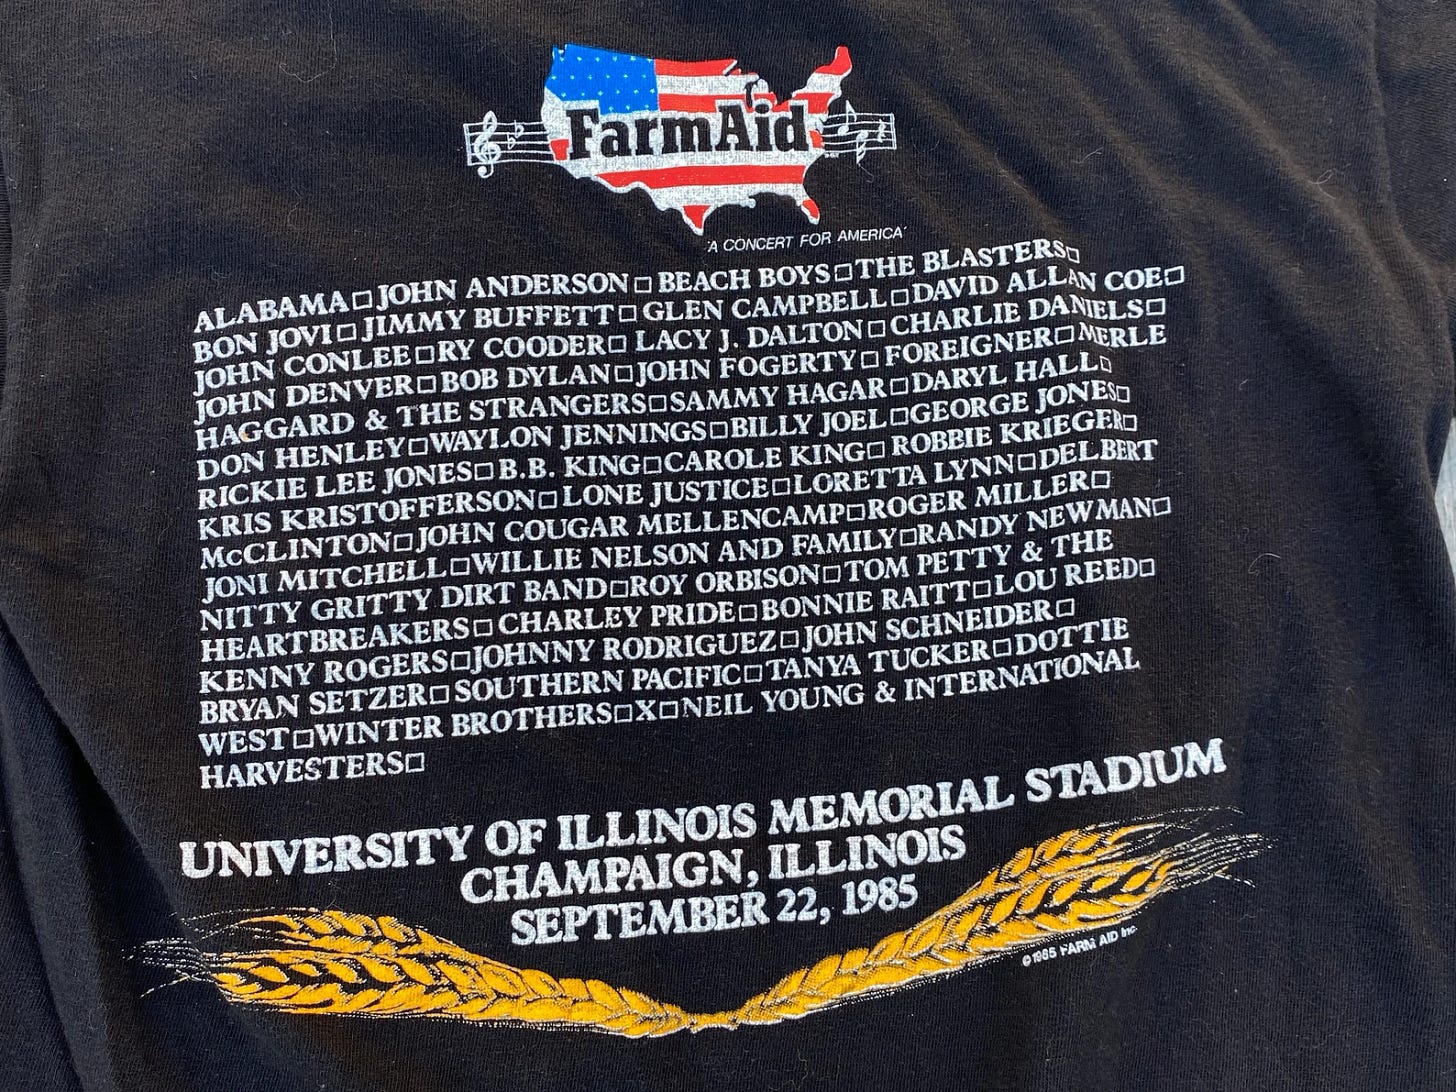 FarmAid
'A CONCERT FOR AMERICA'
ALABAMA□JOHN ANDERSON□BEACH BOYS□THE BLASTERS□
BON JOVI□JIMMY BUFFETT□GLEN CAMPBELL□DAVID ALLAN COE□
JOHN CONLEE□RY COODER□LACY J. DALTON□CHARLIE DANIELS□
JOHN DENVER□BOB DYLAN□JOHN FOGERTY□FOREIGNER□MERLE
HAGGARD & THE STRANGERS□SAMMY HAGAR□DARYL HALL□
DON HENLEY□WAYLON JENNINGS□BILLY JOEL□GEORGE JONES□
RICKIE LEE JONES□B.B. KING□CAROLE KING□ROBBIE KRIEGER□
KRIS KRISTOFFERSON□LONE JUSTICE□LORETTA LYNN□DELBERT
McCLINTON□JOHN COUGAR MELLENCAMP□ROGER MILLER□
JONI MITCHELL□WILLIE NELSON AND FAMILY□RANDY NEWMAN□
NITTY GRITTY DIRT BAND□ROY ORBISON□TOM PETTY & THE
HEARTBREAKERS□CHARLEY PRIDE□BONNIE RAITT□LOU REED□
KENNY ROGERS□JOHNNY RODRIGUEZ□JOHN SCHNEIDER□
BRYAN SETZER□SOUTHERN PACIFIC□TANYA TUCKER□DOTTIE
WEST□WINTER BROTHERS□X□NEIL YOUNG & INTERNATIONAL
HARVESTERS□
UNIVERSITY OF ILLINOIS MEMORIAL STADIUM
CHAMPAIGN, ILLINOIS
SEPTEMBER 22, 1985
©1985 FARM AID Inc.